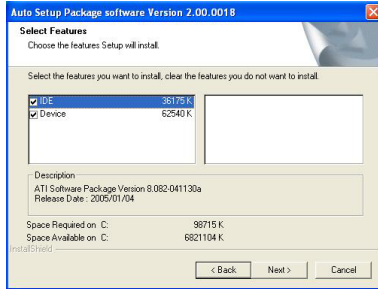 Auto Setup Package software Version 2.00.0018
Select Features
Choose the features Setup will install.
Select the features you want to install, clear the features you do not want to install.
IDE 36175 K
Device 62540 K
Description
ATI Software Package Version 8.082-041130a
Release Date : 2005/01/04
Space Required on C: 98715 K
Space Available on C: 6821104 K
InstallShield
< Back Next > Cancel